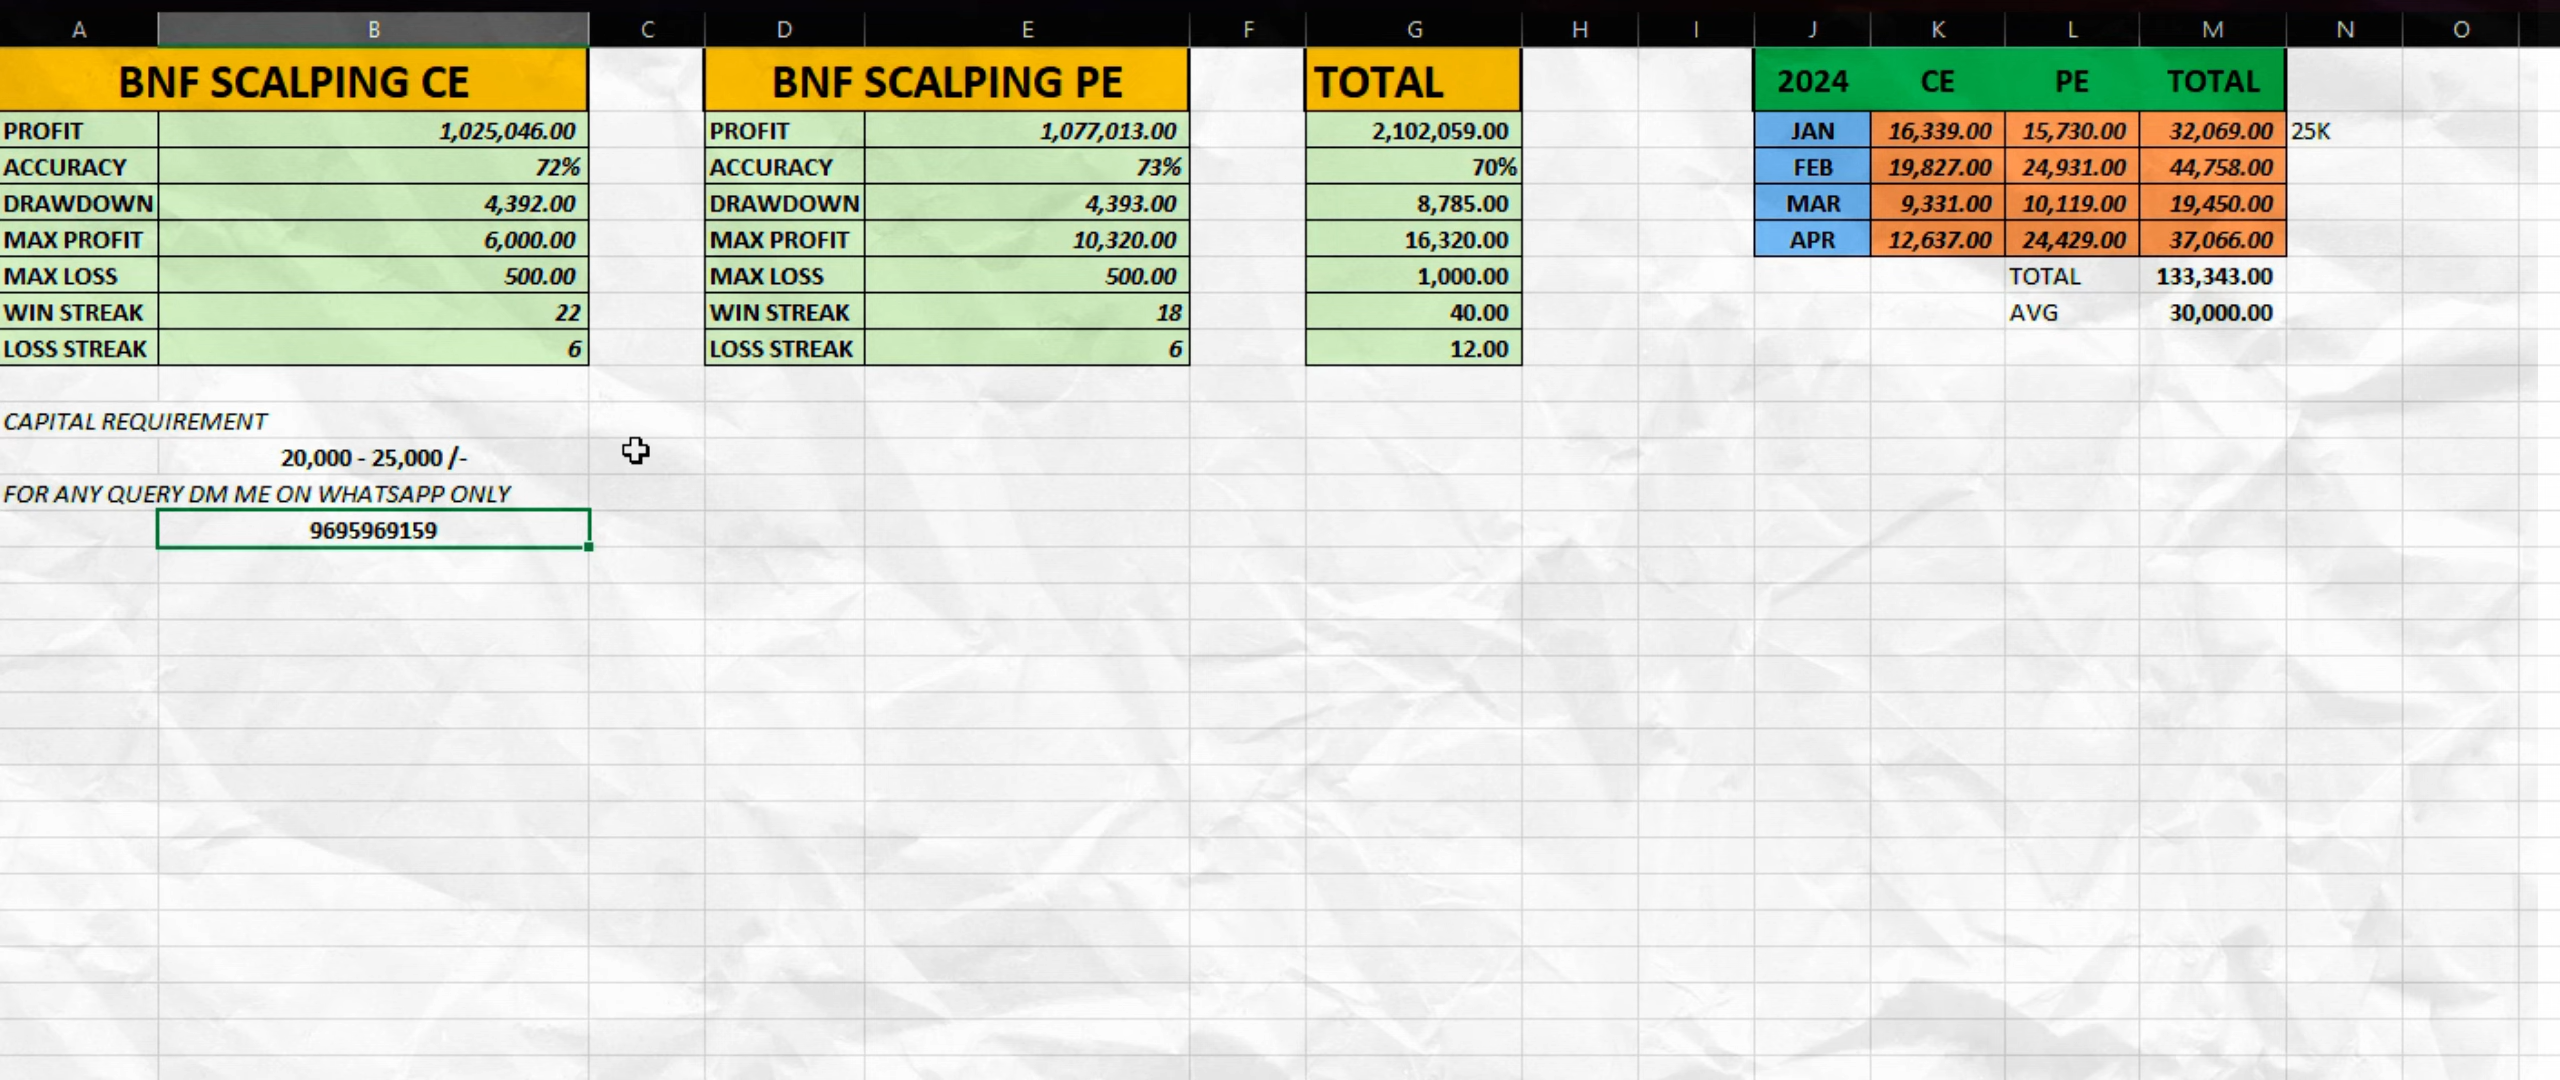 A B C D E F G H I J K L M N O
BNF SCALPING CE BNF SCALPING PE TOTAL 2024 CE PE TOTAL
PROFIT 1,025,046.00 PROFIT 1,077,013.00 2,102,059.00 JAN 16,339.00 15,730.00 32,069.00 25K
ACCURACY 72% ACCURACY 73% 70% FEB 19,827.00 24,931.00 44,758.00
DRAWDOWN 4,392.00 DRAWDOWN 4,393.00 8,785.00 MAR 9,331.00 10,119.00 19,450.00
MAX PROFIT 6,000.00 MAX PROFIT 10,320.00 16,320.00 APR 12,637.00 24,429.00 37,066.00
MAX LOSS 500.00 MAX LOSS 500.00 1,000.00 TOTAL 133,343.00
WIN STREAK 22 WIN STREAK 18 40.00 AVG 30,000.00
LOSS STREAK 6 LOSS STREAK 6 12.00
CAPITAL REQUIREMENT
20,000 - 25,000 /-
FOR ANY QUERY DM ME ON WHATSAPP ONLY
9695969159